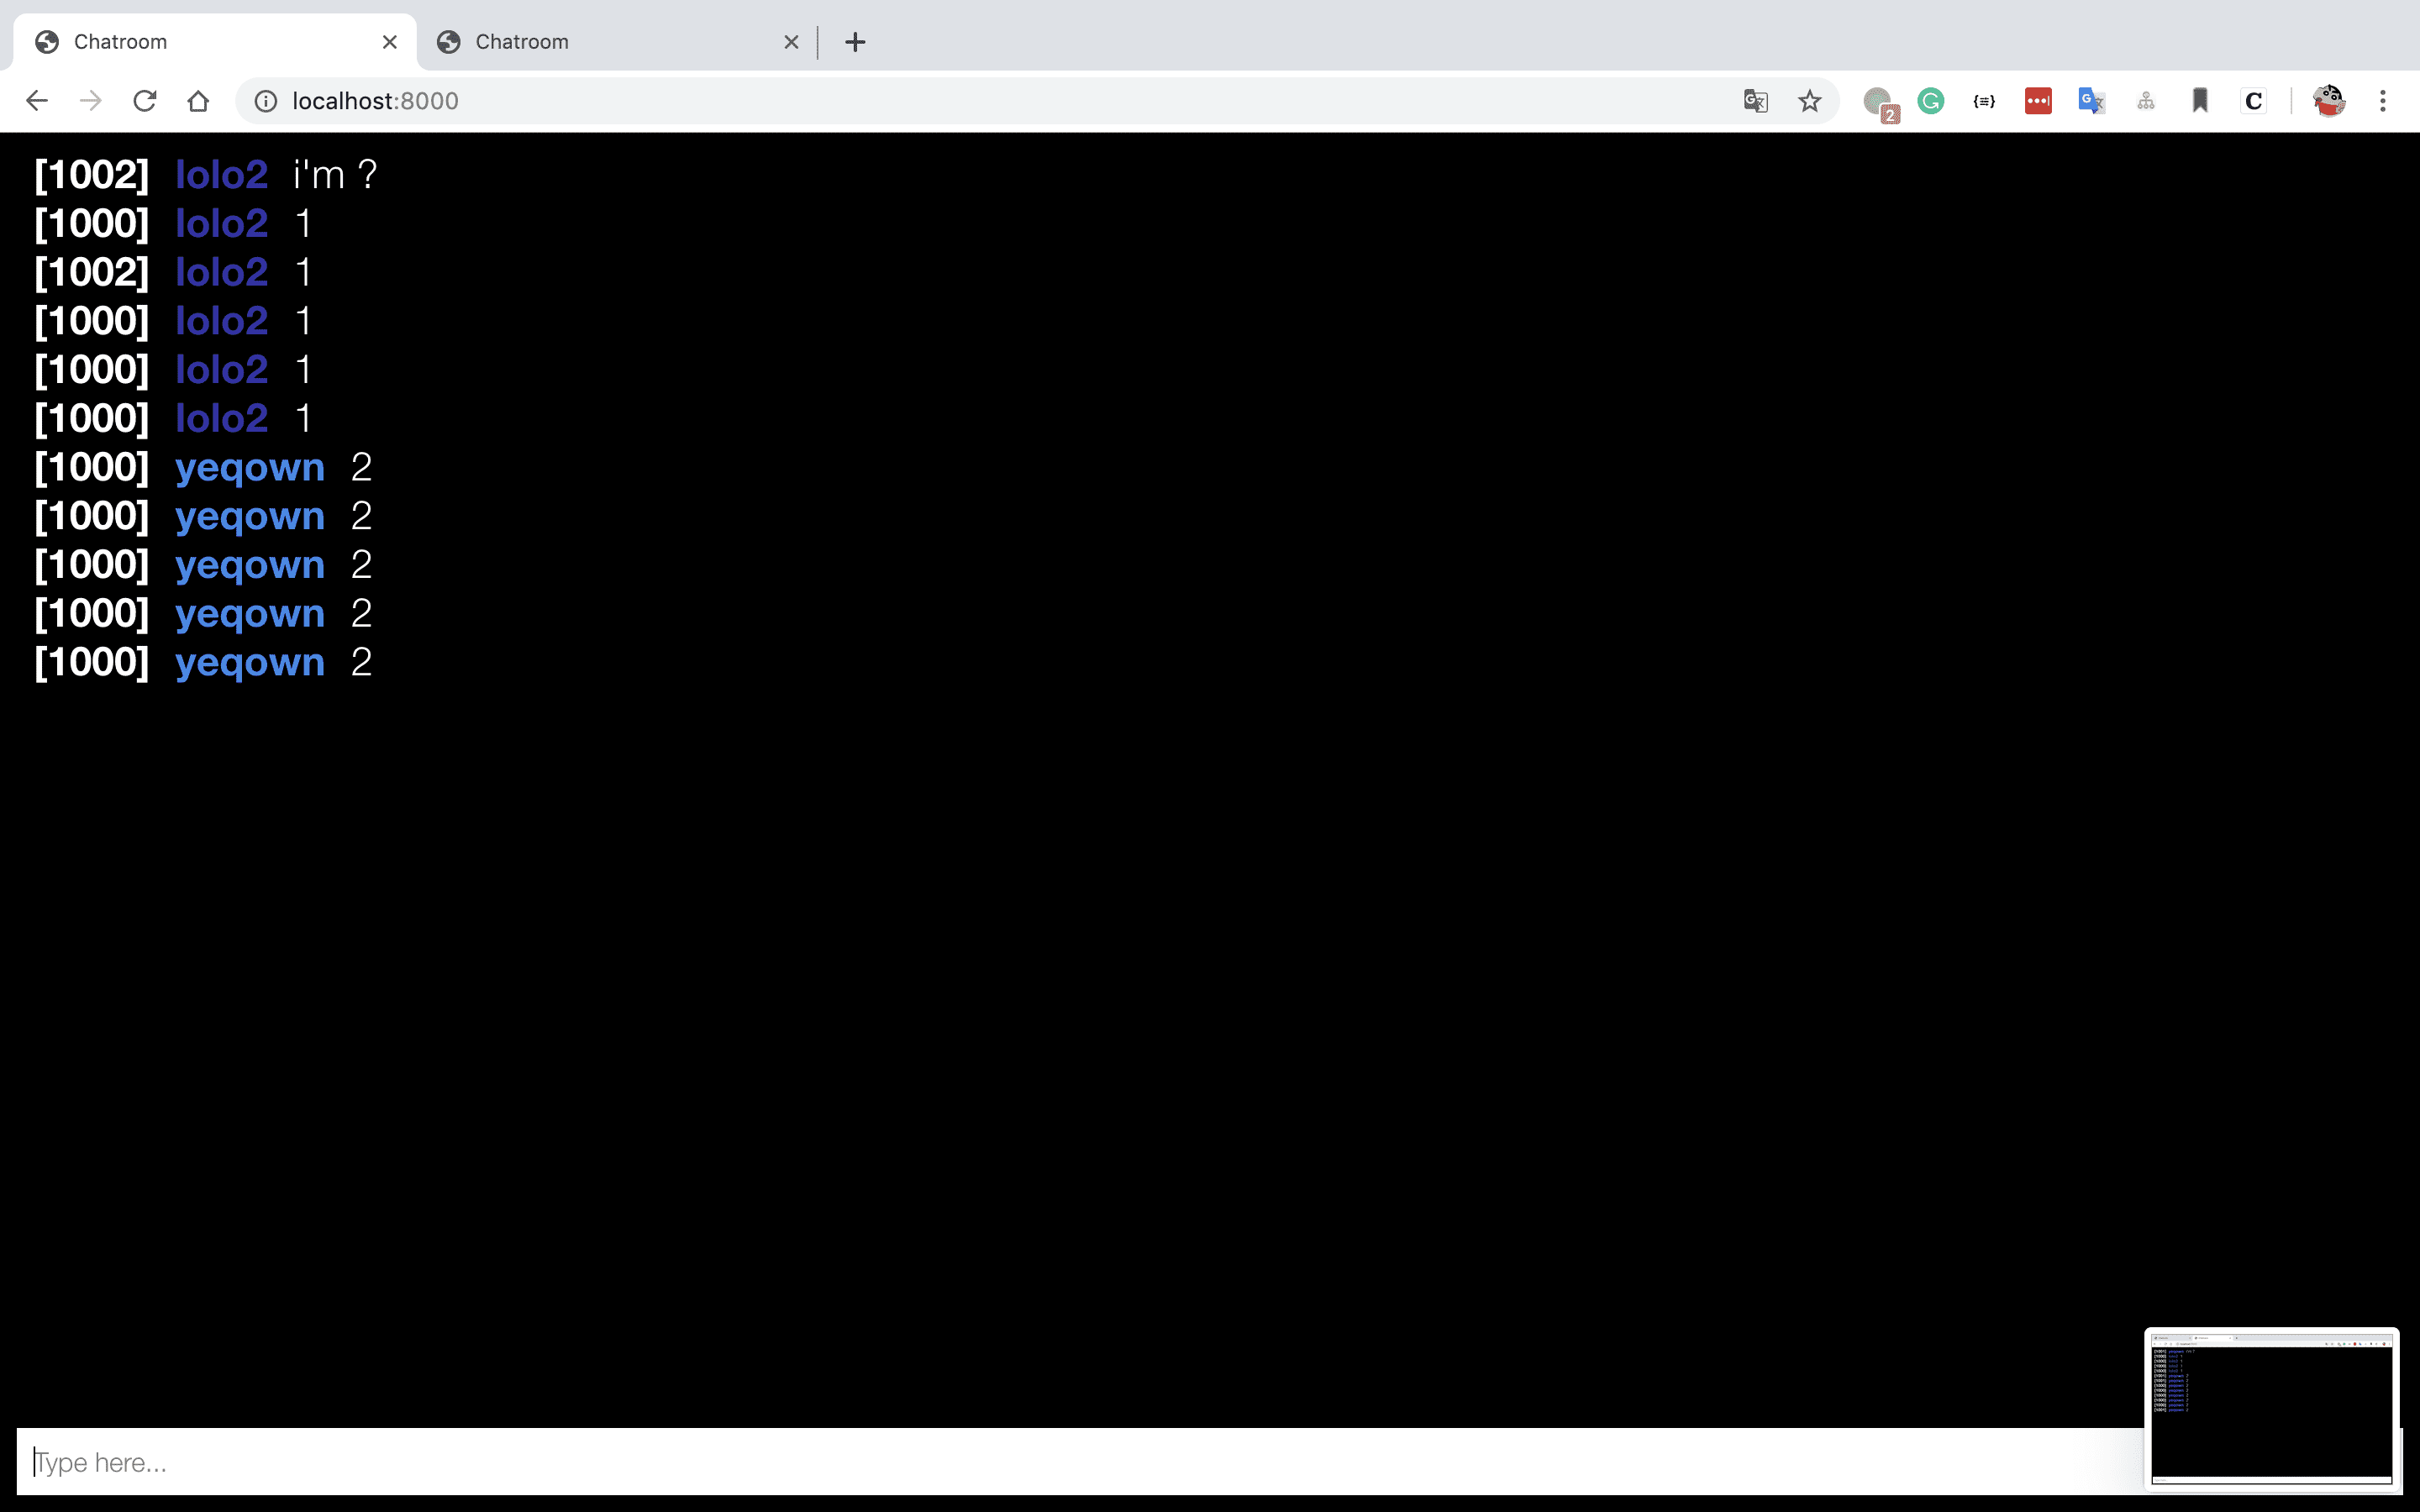 Chatroom
Chatroom
localhost:8000
2
[1002] lolo2 i'm ?
[1000] lolo2 1
[1002] lolo2 1
[1000] lolo2 1
[1000] lolo2 1
[1000] lolo2 1
[1000] yeqown 2
[1000] yeqown 2
[1000] yeqown 2
[1000] yeqown 2
[1000] yeqown 2
Type here...